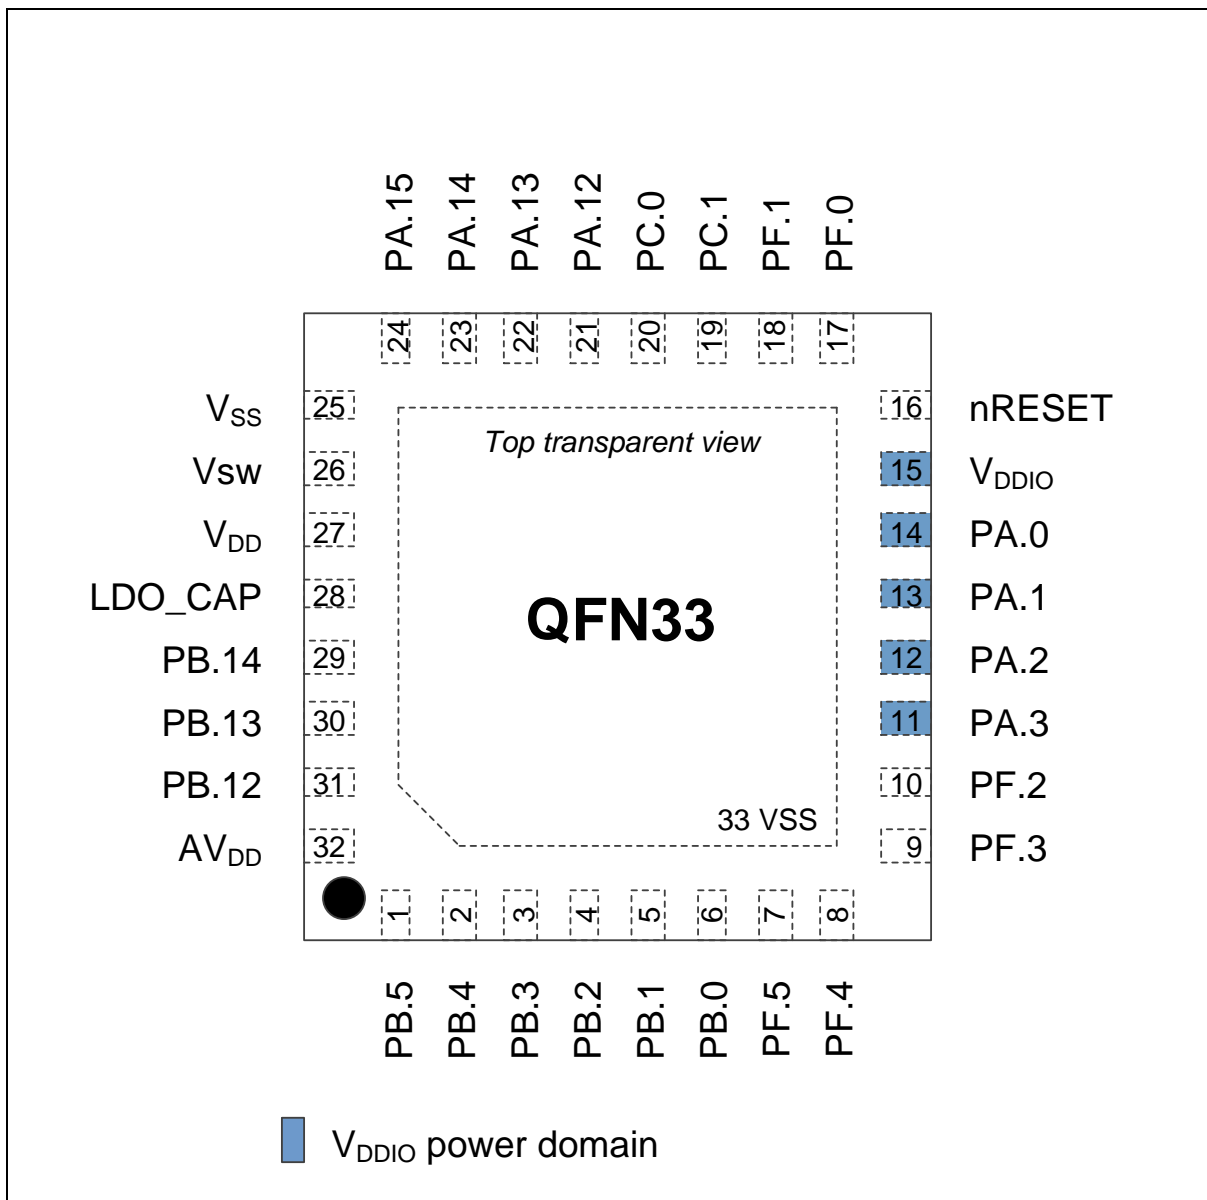 PA.15 PA.14 PA.13 PA.12 PC.0 PC.1 PF.1 PF.0
24 23 22 21 20 19 18 17
VSS 25 16 nRESET
Top transparent view
Vsw 26 15 VDDIO
VDD 27 14 PA.0
LDO_CAP 28 13 PA.1
QFN33
PB.14 29 12 PA.2
PB.13 30 11 PA.3
PB.12 31 10 PF.2
33 VSS
AVDD 32 9 PF.3
1 2 3 4 5 6 7 8
PB.5 PB.4 PB.3 PB.2 PB.1 PB.0 PF.5 PF.4
VDDIO power domain